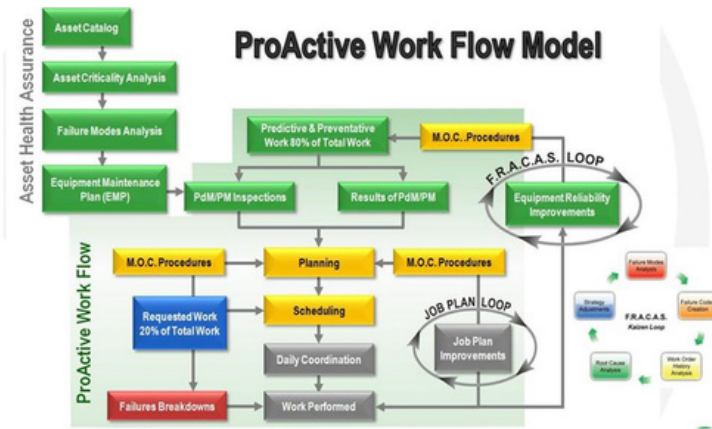 ProActive Work Flow Model
Asset Health Assurance
Asset Catalog
Asset Criticality Analysis
Failure Modes Analysis
Equipment Maintenance
Plan (EMP)
Predictive & Preventative
Work 80% of Total Work
M.O.C. .Procedures
PdM/PM Inspections
Results of PdM/PM
F.R.A.C.A.S. LOOP
Equipment Reliability
Improvements
ProActive Work Flow
M.O.C. Procedures
Planning
M.O.C. Procedures
Requested Work
20% of Total Work
Scheduling
JOB PLAN LOOP
Job Plan
Improvements
Daily Coordination
Failures Breakdowns
Work Performed
Failure Modes
Analysis
Strategy
Adjustments
F.R.A.C.A.S.
Kaizen Loop
Failure Code
Creation
Root Cause
Analysis
Work Order
History
Analysis